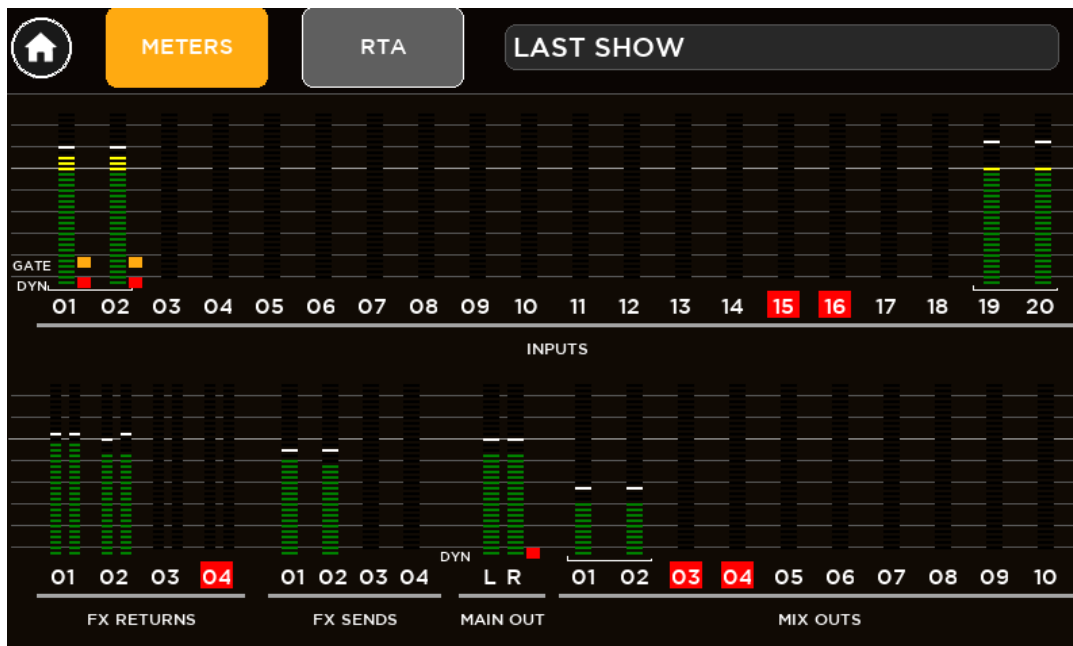 METERS RTA LAST SHOW
GATE
DYN
01 02 03 04 05 06 07 08 09 10 11 12 13 14 15 16 17 18 19 20
INPUTS
DYN
01 02 03 04 01 02 03 04 L R 01 02 03 04 05 06 07 08 09 10
FX RETURNS FX SENDS MAIN OUT MIX OUTS